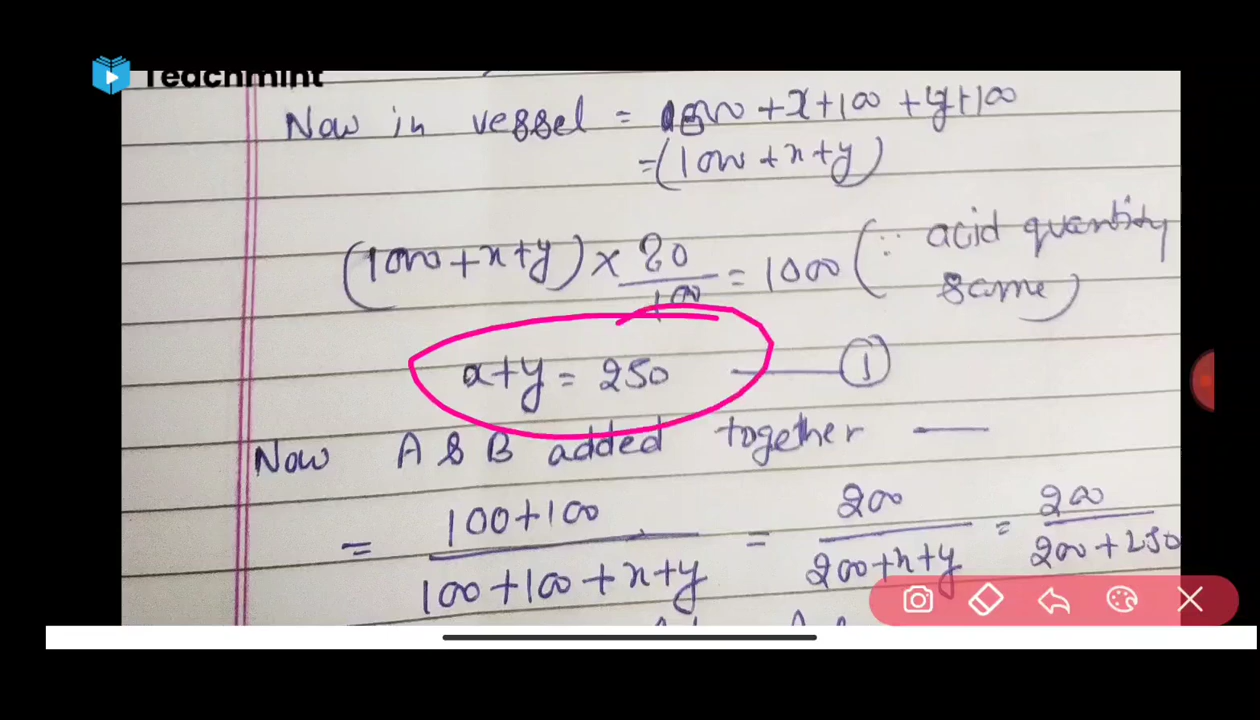 Teachmint
Now in vessel = 800 + x + 100 + y + 100
= (1000 + x + y)
(1000 + x + y) × 80/100 = 1000 (∵ acid quantity same)
x + y = 250 —— ①
Now A & B added together —
= 100+100/100+100+x+y = 200/200+x+y = 200/200+250